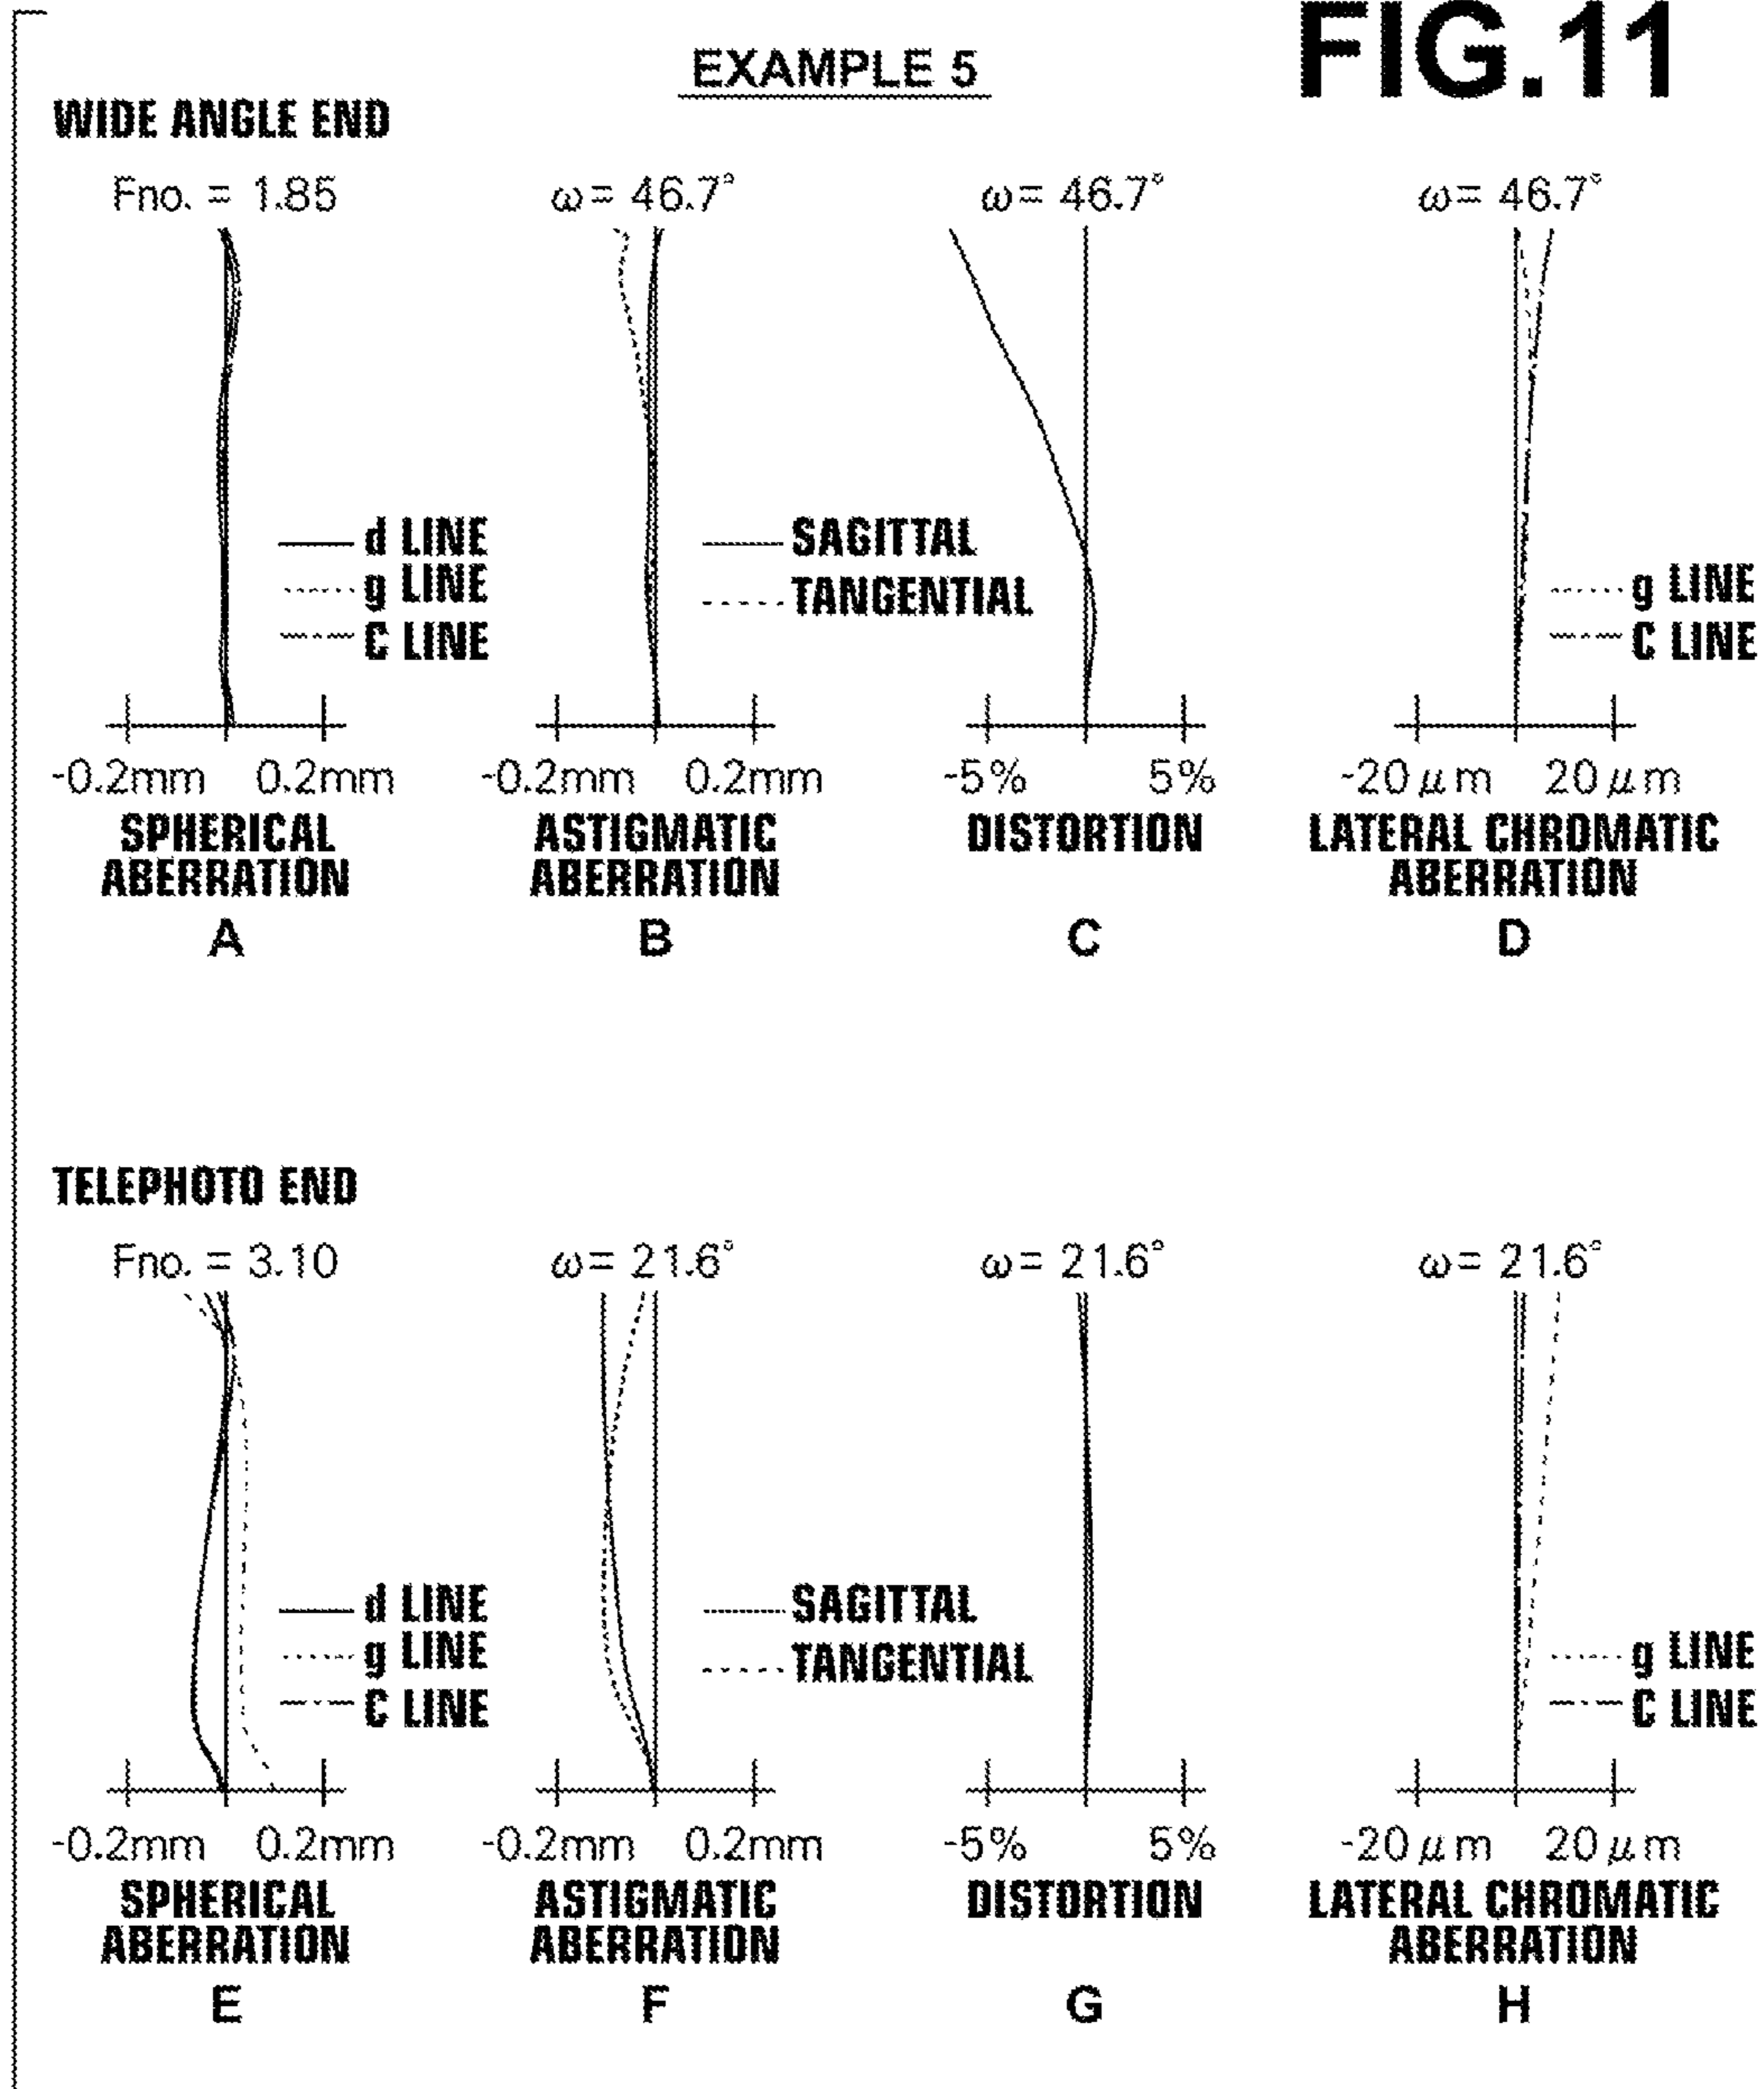 FIG.11
EXAMPLE 5
WIDE ANGLE END
Fno. = 1.85
ω= 46.7°
ω= 46.7°
ω= 46.7°
d LINE
g LINE
C LINE
SAGITTAL
TANGENTIAL
g LINE
C LINE
-0.2mm 0.2mm
-0.2mm 0.2mm
-5% 5%
-20μm 20μm
SPHERICAL
ABERRATION
ASTIGMATIC
ABERRATION
DISTORTION
LATERAL CHROMATIC
ABERRATION
A
B
C
D
TELEPHOTO END
Fno. = 3.10
ω= 21.6°
ω= 21.6°
ω= 21.6°
d LINE
g LINE
C LINE
SAGITTAL
TANGENTIAL
g LINE
C LINE
-0.2mm 0.2mm
-0.2mm 0.2mm
-5% 5%
-20μm 20μm
SPHERICAL
ABERRATION
ASTIGMATIC
ABERRATION
DISTORTION
LATERAL CHROMATIC
ABERRATION
E
F
G
H